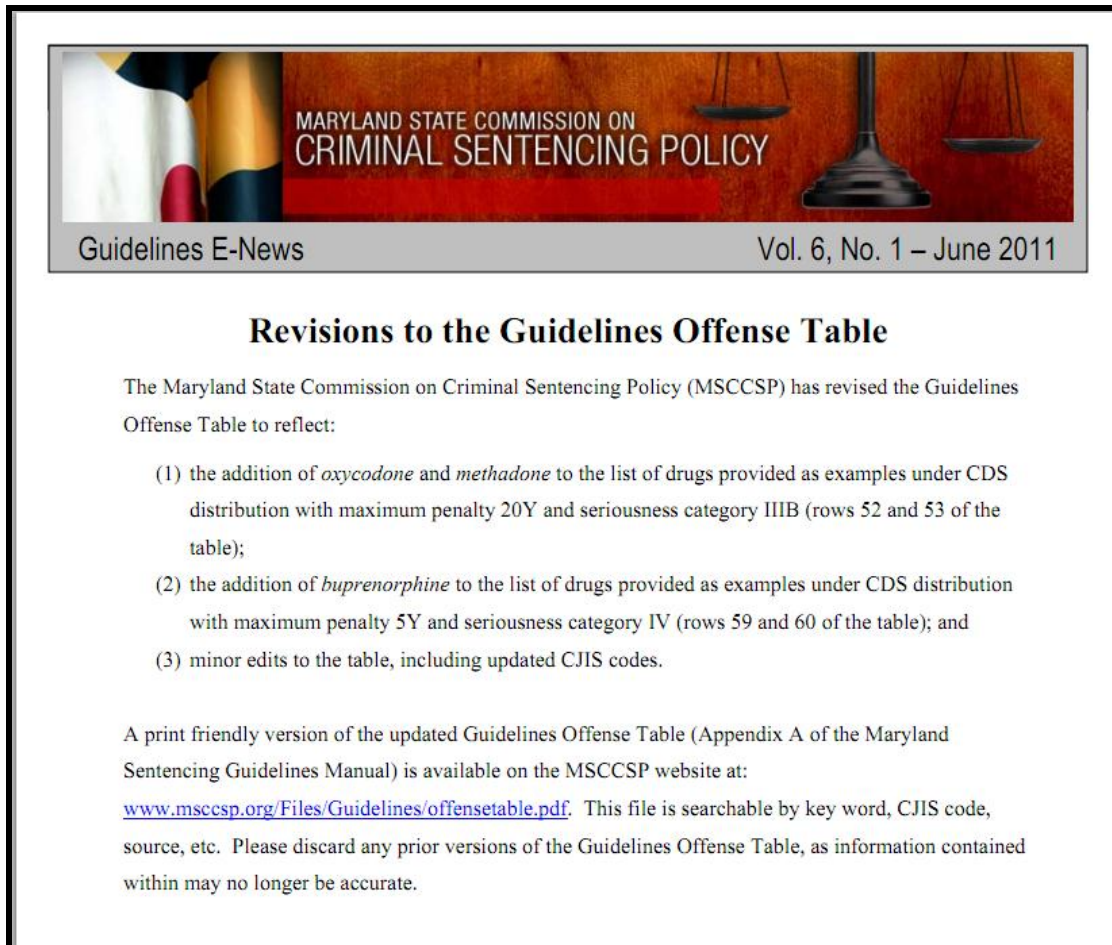 MARYLAND STATE COMMISSION ON
CRIMINAL SENTENCING POLICY
Guidelines E-News
Vol. 6, No. 1 – June 2011
Revisions to the Guidelines Offense Table
The Maryland State Commission on Criminal Sentencing Policy (MSCCSP) has revised the Guidelines
Offense Table to reflect:
(1) the addition of oxycodone and methadone to the list of drugs provided as examples under CDS
distribution with maximum penalty 20Y and seriousness category IIIB (rows 52 and 53 of the
table);
(2) the addition of buprenorphine to the list of drugs provided as examples under CDS distribution
with maximum penalty 5Y and seriousness category IV (rows 59 and 60 of the table); and
(3) minor edits to the table, including updated CJIS codes.
A print friendly version of the updated Guidelines Offense Table (Appendix A of the Maryland
Sentencing Guidelines Manual) is available on the MSCCSP website at:
www.msccsp.org/Files/Guidelines/offensetable.pdf. This file is searchable by key word, CJIS code,
source, etc. Please discard any prior versions of the Guidelines Offense Table, as information contained
within may no longer be accurate.